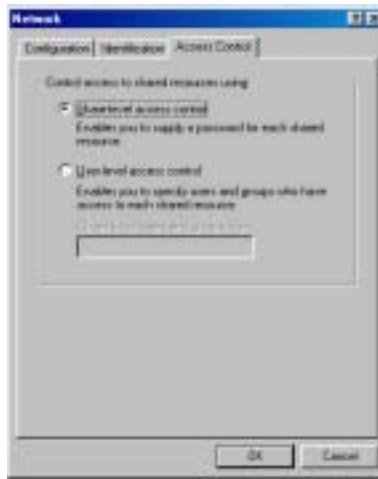 Network
Configuration Identification Access Control
Control access to shared resources using:
Share-level access control
Enables you to supply a password for each shared
resource.
User-level access control
Enables you to specify users and groups who have
access to each shared resource.
OK Cancel